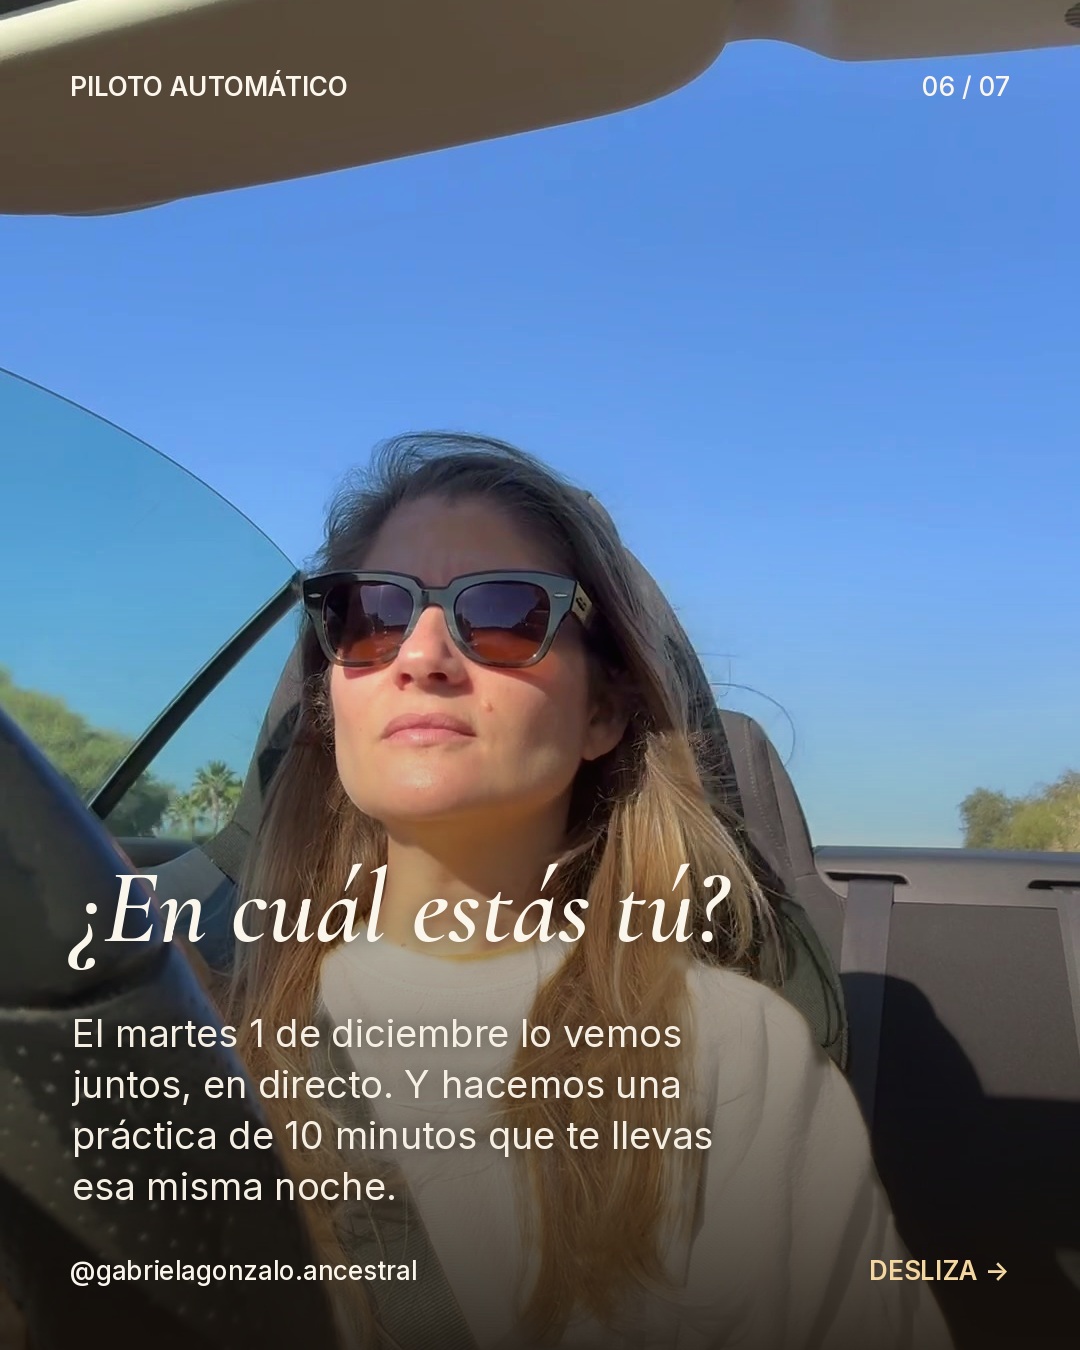 PILOTO AUTOMÁTICO
06 / 07
¿En cuál estás tú?
El martes 1 de diciembre lo vemos
juntos, en directo. Y hacemos una
práctica de 10 minutos que te llevas
esa misma noche.
@gabrielagonzalo.ancestral
DESLIZA →